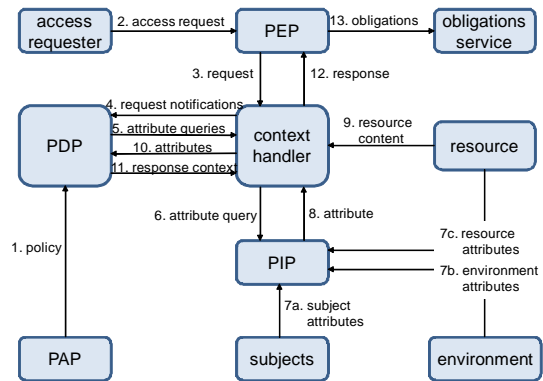 access
requester
2. access request
PEP
13. obligations
obligations
service
3. request
12. response
4. request notifications
5. attribute queries
10. attributes
11. response context
PDP
context
handler
9. resource
content
resource
6. attribute query
8. attribute
1. policy
PIP
7c. resource
attributes
7b. environment
attributes
7a. subject
attributes
PAP
subjects
environment